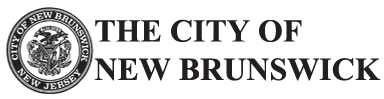 CITY OF NEW BRUNSWICK
NEW JERSEY
THE CITY OF
NEW BRUNSWICK